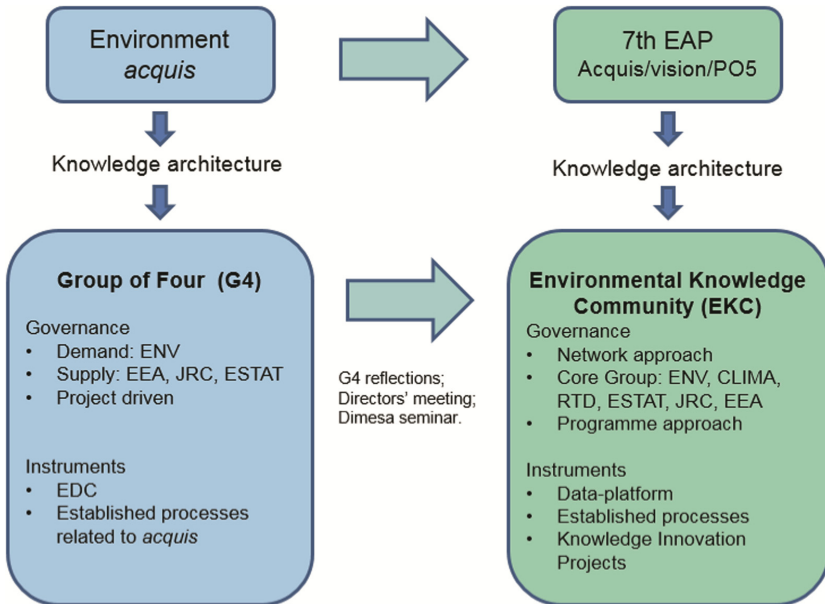 Environment
acquis
7th EAP
Acquis/vision/PO5
Knowledge architecture
Knowledge architecture
Group of Four (G4)
Governance
• Demand: ENV
• Supply: EEA, JRC, ESTAT
• Project driven
Instruments
• EDC
• Established processes
related to acquis
G4 reflections;
Directors' meeting;
Dimesa seminar.
Environmental Knowledge
Community (EKC)
Governance
• Network approach
• Core Group: ENV, CLIMA,
RTD, ESTAT, JRC, EEA
• Programme approach
Instruments
• Data-platform
• Established processes
• Knowledge Innovation
Projects